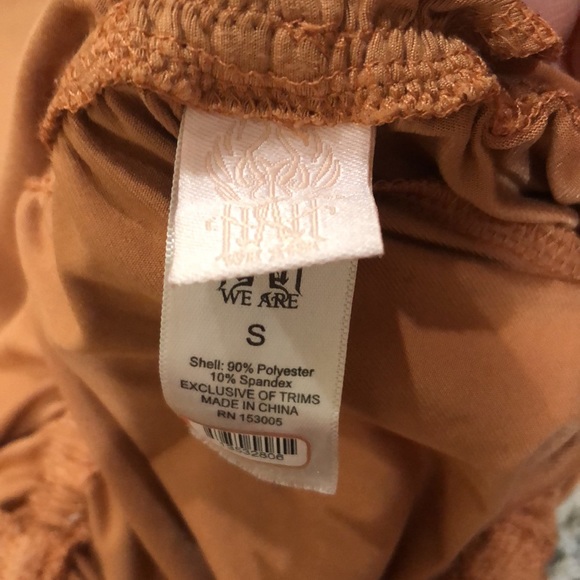 HAH
WE ARE
S
Shell: 90% Polyester
10% Spandex
EXCLUSIVE OF TRIMS
MADE IN CHINA
RN 153005